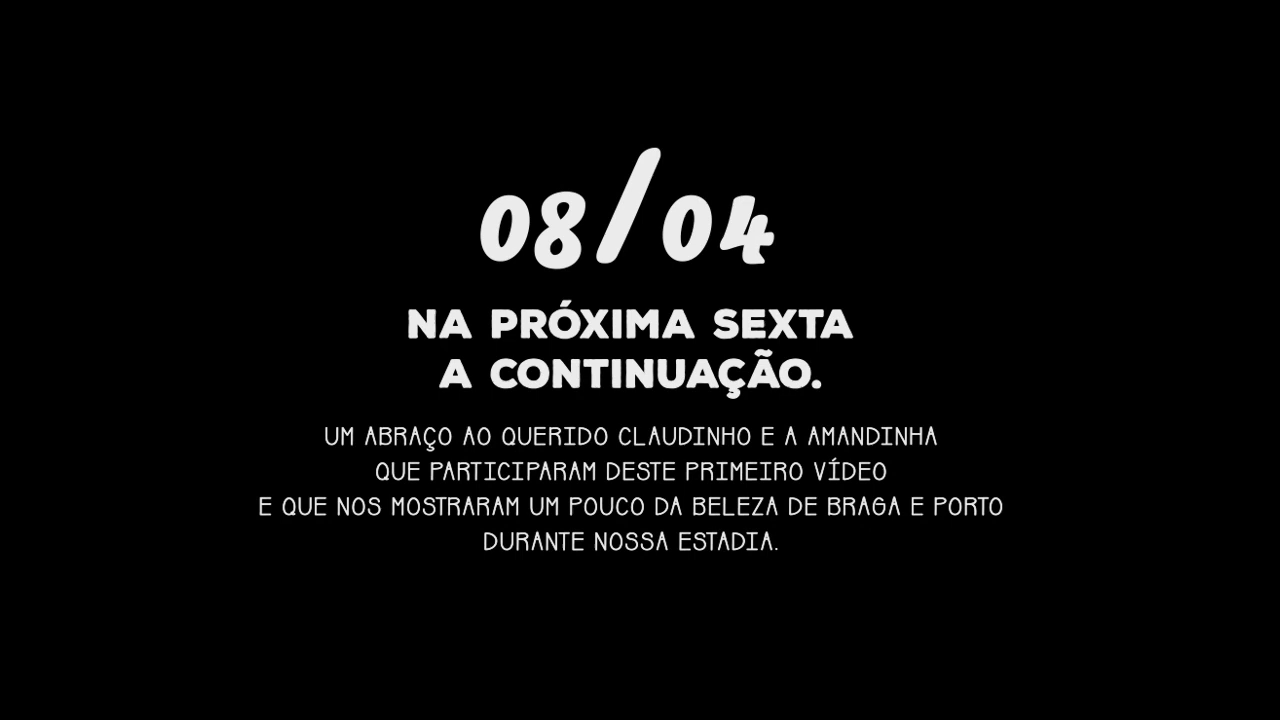 08/04
NA PRÓXIMA SEXTA
A CONTINUAÇÃO.
UM ABRAÇO AO QUERIDO CLAUDINHO E A AMANDINHA
QUE PARTICIPARAM DESTE PRIMEIRO VÍDEO
E QUE NOS MOSTRARAM UM POUCO DA BELEZA DE BRAGA E PORTO
DURANTE NOSSA ESTADIA.